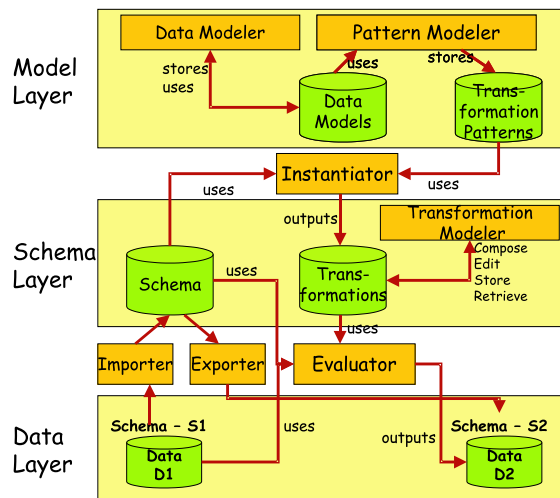 Data Modeler
Pattern Modeler
Model
Layer
stores
uses
uses
stores
Data
Models
Trans-
formation
Patterns
Instantiator
uses
uses
outputs
Transformation
Modeler
Schema
Layer
Schema
uses
Trans-
formations
Compose
Edit
Store
Retrieve
uses
Importer
Exporter
Evaluator
Data
Layer
Schema – S1
Data
D1
uses
outputs
Schema – S2
Data
D2